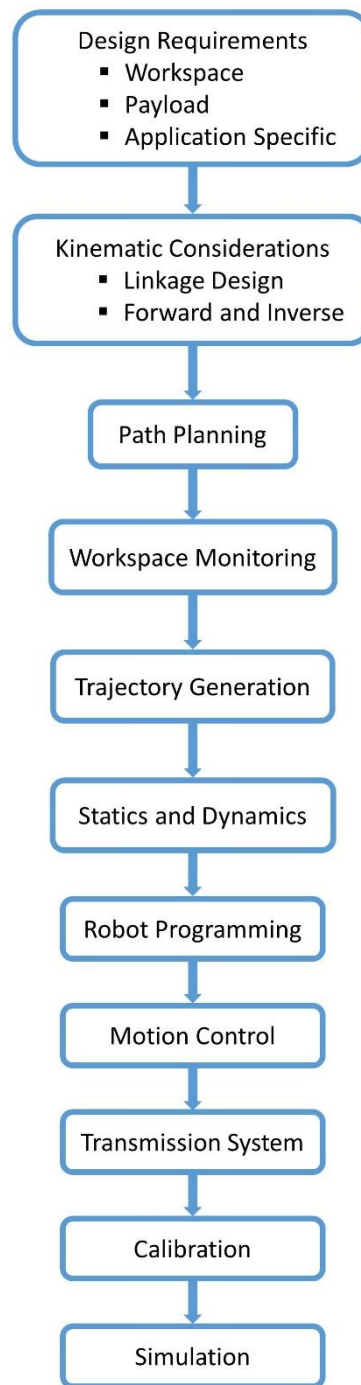 Design Requirements
▪ Workspace
▪ Payload
▪ Application Specific
Kinematic Considerations
▪ Linkage Design
▪ Forward and Inverse
Path Planning
Workspace Monitoring
Trajectory Generation
Statics and Dynamics
Robot Programming
Motion Control
Transmission System
Calibration
Simulation